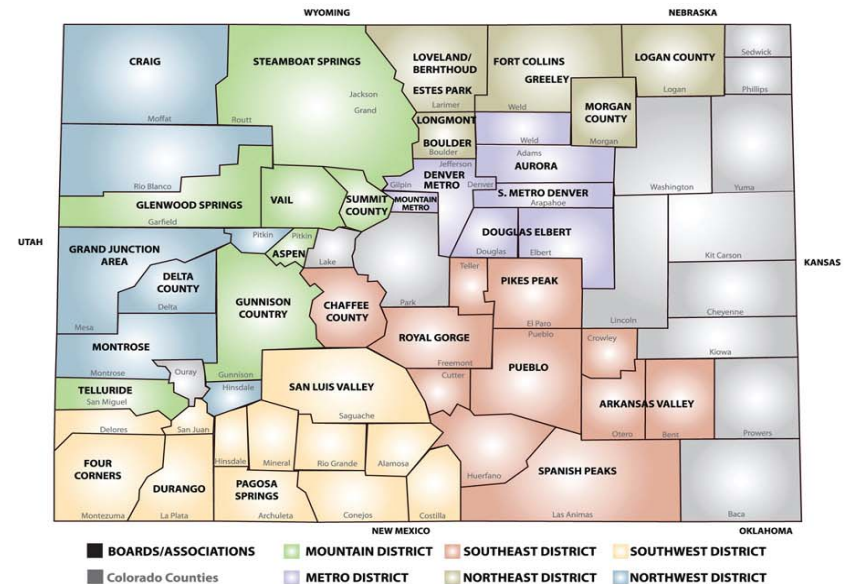 WYOMING
NEBRASKA
CRAIG
STEAMBOAT SPRINGS
LOVELAND/
BERHTHOUD
ESTES PARK
FORT COLLINS
GREELEY
LOGAN COUNTY
Sedwick
Jackson
Grand
Larimer
Weld
Logan
Phillips
Moffat
Routt
LONGMONT
BOULDER
Boulder
MORGAN
COUNTY
Morgan
Weld
Adams
AURORA
Jefferson
DENVER
METRO
Gilpin
Denver
Rio Blanco
Washington
Yuma
GLENWOOD SPRINGS
Garfield
VAIL
SUMMIT
COUNTY
MOUNTAIN
METRO
S. METRO DENVER
Arapahoe
UTAH
GRAND JUNCTION
AREA
Pitkin
Pitkin
ASPEN
Lake
DOUGLAS ELBERT
Douglas
Elbert
Kit Carson
KANSAS
DELTA
COUNTY
Delta
GUNNISON
COUNTRY
CHAFFEE
COUNTY
Park
Teller
PIKES PEAK
El Paro
Lincoln
Cheyenne
Mesa
MONTROSE
Montrose
Ouray
Gunnison
ROYAL GORGE
Freemont
Pueblo
PUEBLO
Crowley
Kiowa
TELLURIDE
San Miguel
Hinsdale
SAN LUIS VALLEY
Saguache
Cutter
ARKANSAS VALLEY
Otero
Bent
Prowers
Delores
San Juan
FOUR
CORNERS
Montezuma
DURANGO
La Plata
Hinsdale
Mineral
Rio Grande
Alamosa
PAGOSA
SPRINGS
Archuleta
Conejos
Costilla
Huerfano
SPANISH PEAKS
Las Animas
Baca
NEW MEXICO
OKLAHOMA
BOARDS/ASSOCIATIONS
MOUNTAIN DISTRICT
SOUTHEAST DISTRICT
SOUTHWEST DISTRICT
Colorado Counties
METRO DISTRICT
NORTHEAST DISTRICT
NORTHWEST DISTRICT